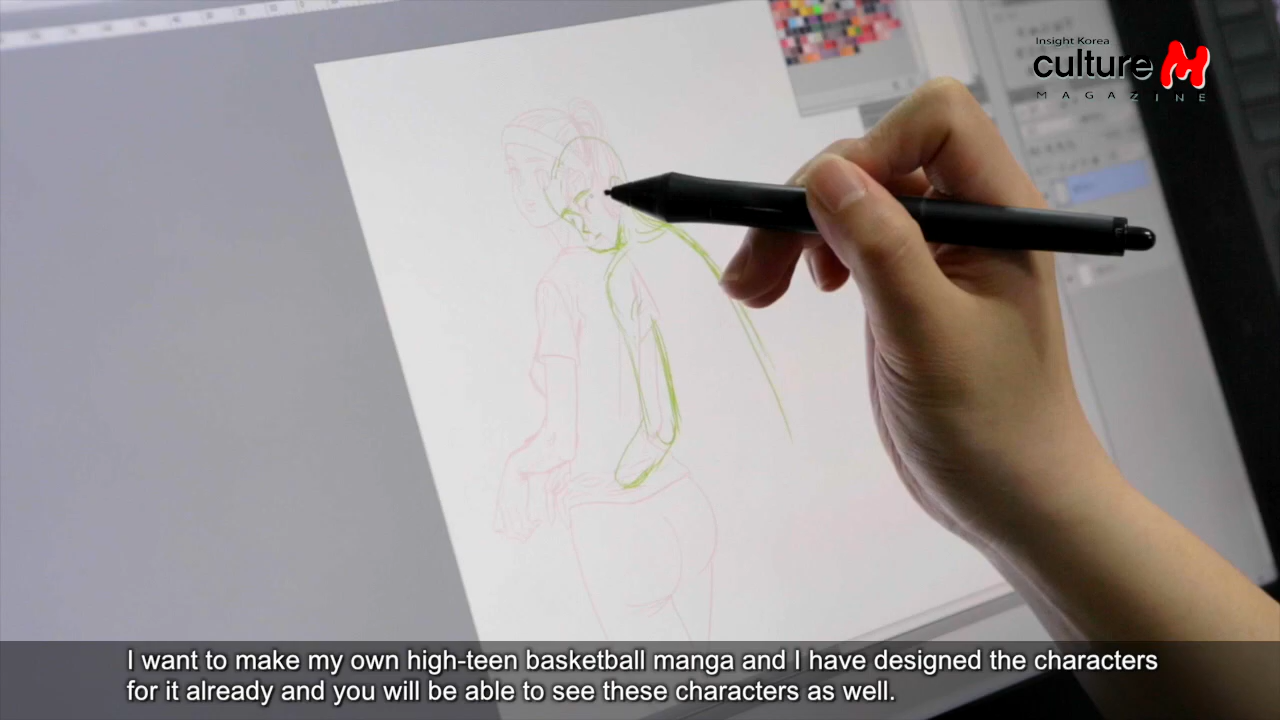 Insight Korea
culture M
MAGAZINE
I want to make my own high-teen basketball manga and I have designed the characters
for it already and you will be able to see these characters as well.